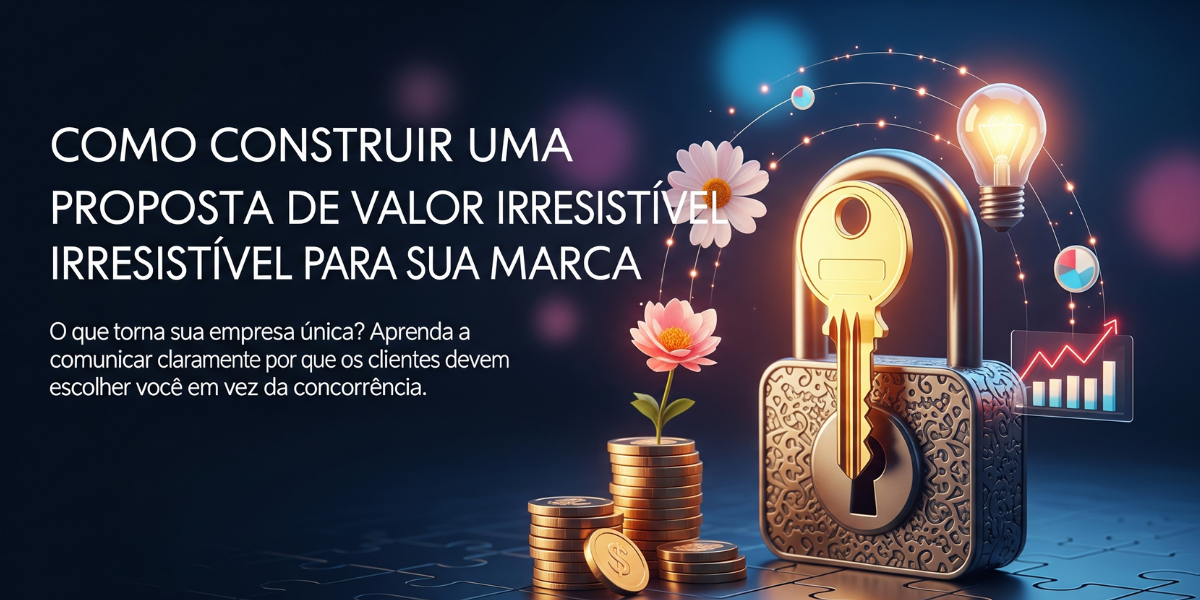 COMO CONSTRUIR UMA
PROPOSTA DE VALOR IRRESISTÍVEL
IRRESISTÍVEL PARA SUA MARCA
O que torna sua empresa única? Aprenda a
comunicar claramente por que os clientes devem
escolher você em vez da concorrência.
$